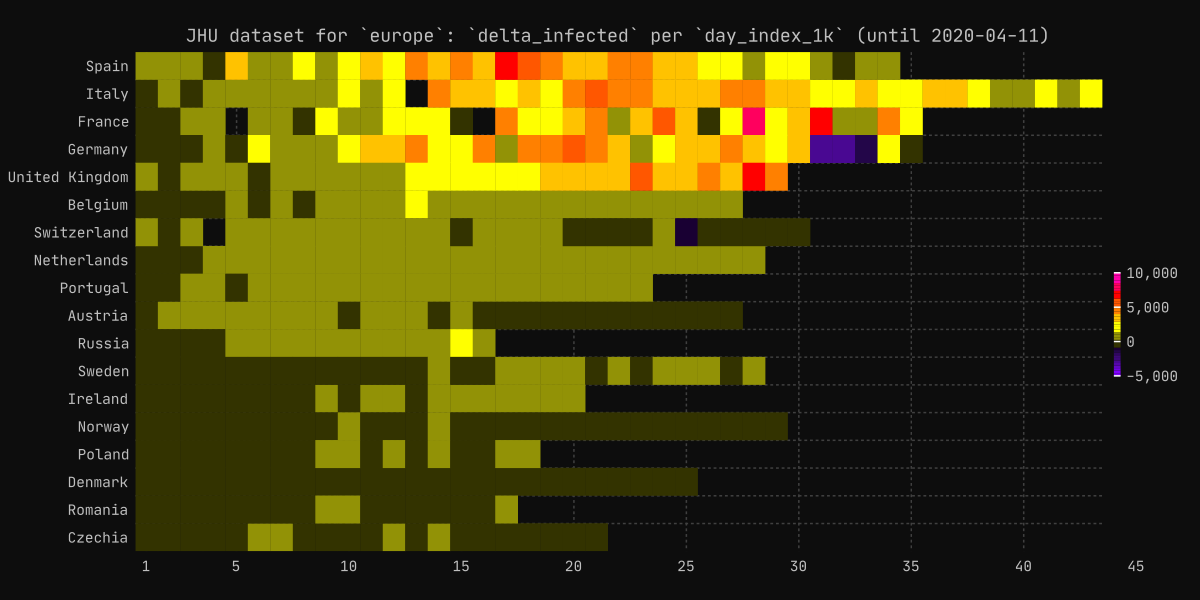 JHU dataset for `europe`: `delta_infected` per `day_index_1k` (until 2020-04-11)
Spain
Italy
France
Germany
United Kingdom
Belgium
Switzerland
Netherlands
Portugal
Austria
Russia
Sweden
Ireland
Norway
Poland
Denmark
Romania
Czechia
1 5 10 15 20 25 30 35 40 45
10,000
5,000
0
-5,000